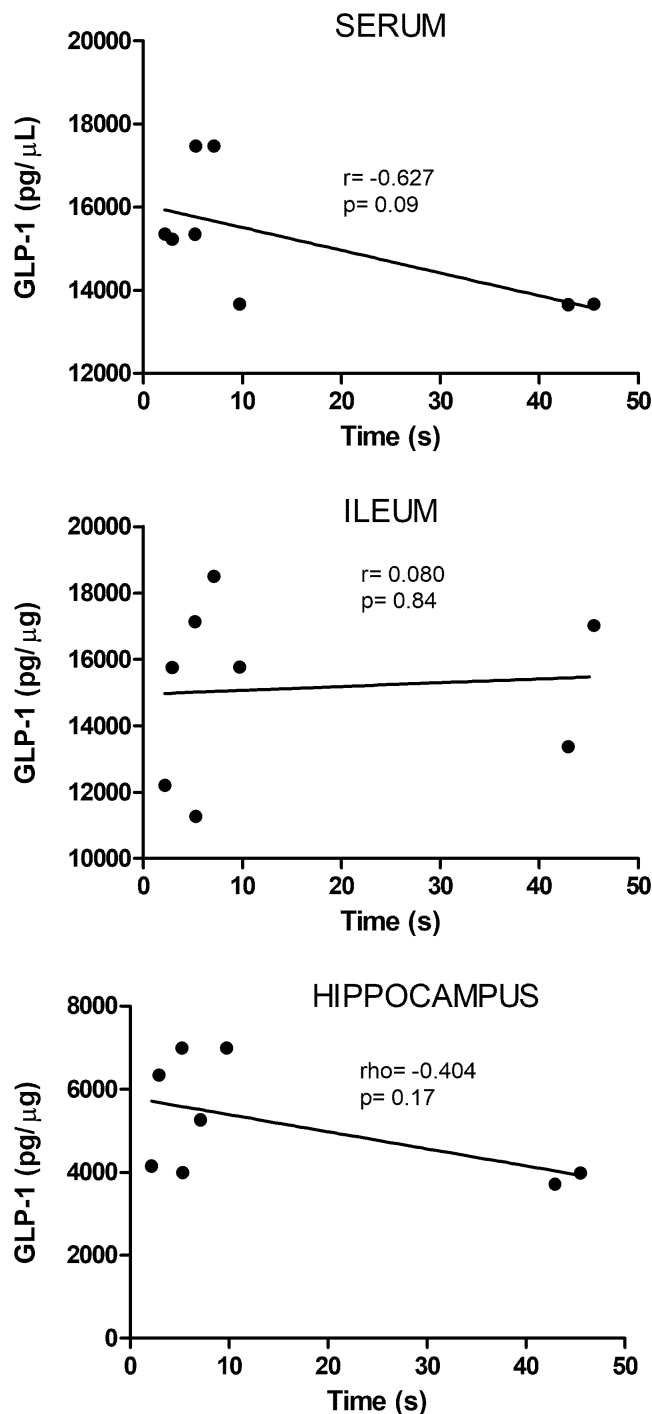 SERUM
20000
18000
16000
14000
12000
GLP-1 (pg/μL)
r= -0.627
p= 0.09
0 10 20 30 40 50
Time (s)
ILEUM
20000
18000
16000
14000
12000
10000
GLP-1 (pg/μg)
r= 0.080
p= 0.84
0 10 20 30 40 50
Time (s)
HIPPOCAMPUS
8000
6000
4000
2000
0
GLP-1 (pg/μg)
rho= -0.404
p= 0.17
0 10 20 30 40 50
Time (s)